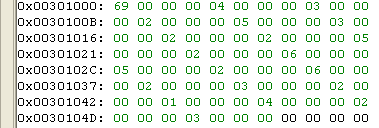 0x00301000: 69 00 00 00 04 00 00 00 03 00 00
0x0030100B: 00 02 00 00 00 05 00 00 00 03 00
0x00301016: 00 00 02 00 00 00 02 00 00 00 05
0x00301021: 00 00 00 02 00 00 00 06 00 00 00
0x0030102C: 05 00 00 00 02 00 00 00 06 00 00
0x00301037: 00 02 00 00 00 03 00 00 00 02 00
0x00301042: 00 00 01 00 00 00 04 00 00 00 02
0x0030104D: 00 00 00 03 00 00 00 00 00 00 00